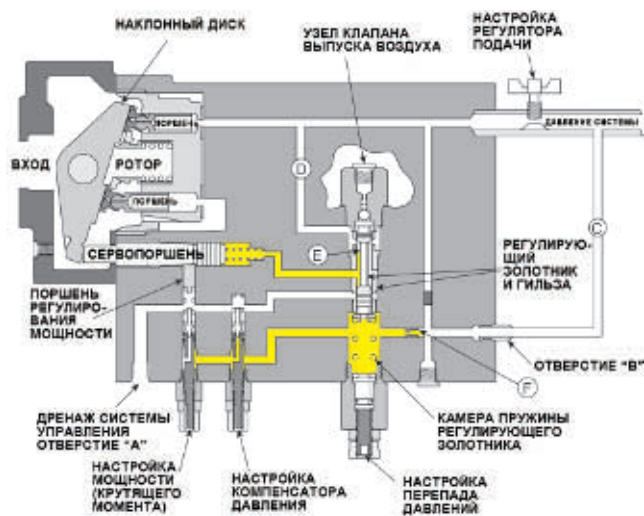 НАКЛОННЫЙ ДИСК
УЗЕЛ КЛАПАНА
ВЫПУСКА ВОЗДУХА
НАСТРОЙКА
РЕГУЛЯТОРА
ПОДАЧИ
ПОРШЕНЬ
ДАВЛЕНИЕ СИСТЕМЫ
ВХОД
РОТОР
D
ПОРШЕНЬ
C
СЕРВОПОРШЕНЬ
E
РЕГУЛИРУЮ-
ЩИЙ
ЗОЛОТНИК
И ГИЛЬЗА
ПОРШЕНЬ
РЕГУЛИРО-
ВАНИЯ
МОЩНОСТИ
ОТВЕРСТИЕ "В"
F
ДРЕНАЖ СИСТЕМЫ
УПРАВЛЕНИЯ
ОТВЕРСТИЕ "А"
КАМЕРА ПРУЖИНЫ
РЕГУЛИРУЮЩЕГО
ЗОЛОТНИКА
НАСТРОЙКА
МОЩНОСТИ
(КРУТЯЩЕГО
МОМЕНТА)
НАСТРОЙКА
КОМПЕНСАТОРА
ДАВЛЕНИЯ
НАСТРОЙКА
ПЕРЕПАДА
ДАВЛЕНИЙ